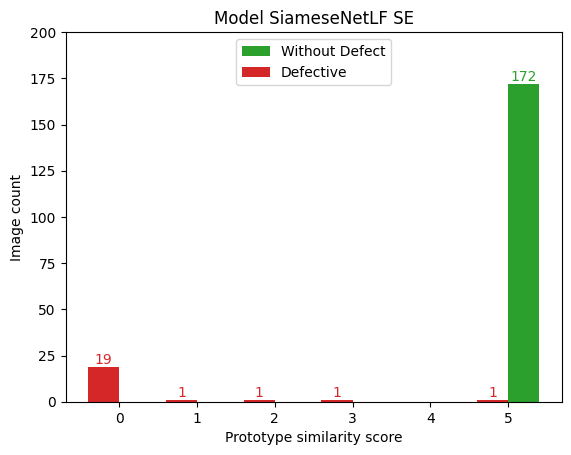 Model SiameseNetLF SE
Without Defect
Defective
Image count
200
175
150
125
100
75
50
25
0
172
19
1
1
1
1
0 1 2 3 4 5
Prototype similarity score